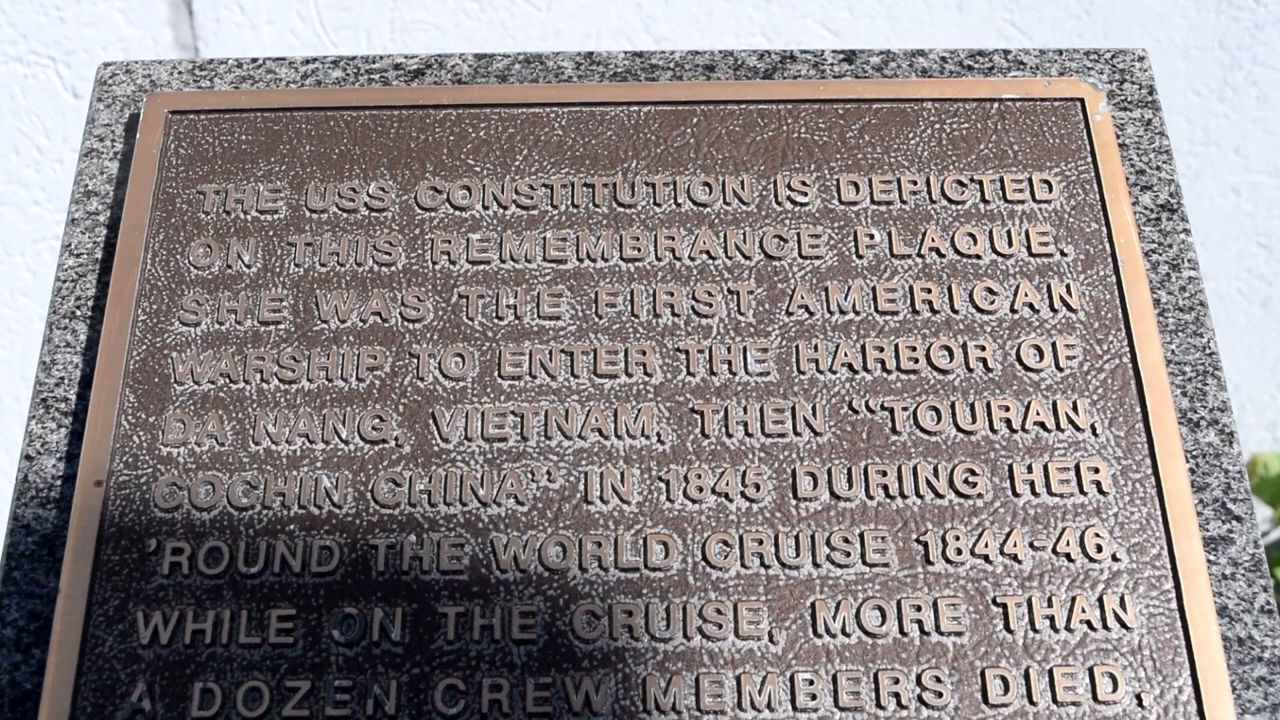 THE USS CONSTITUTION IS DEPICTED
ON THIS REMEMBRANCE PLAQUE.
SHE WAS THE FIRST AMERICAN
WARSHIP TO ENTER THE HARBOR OF
DA NANG, VIETNAM, THEN “TOURAN,
COCHIN CHINA” IN 1845 DURING HER
’ROUND THE WORLD CRUISE 1844-46.
WHILE ON THE CRUISE, MORE THAN
A DOZEN CREW MEMBERS DIED,